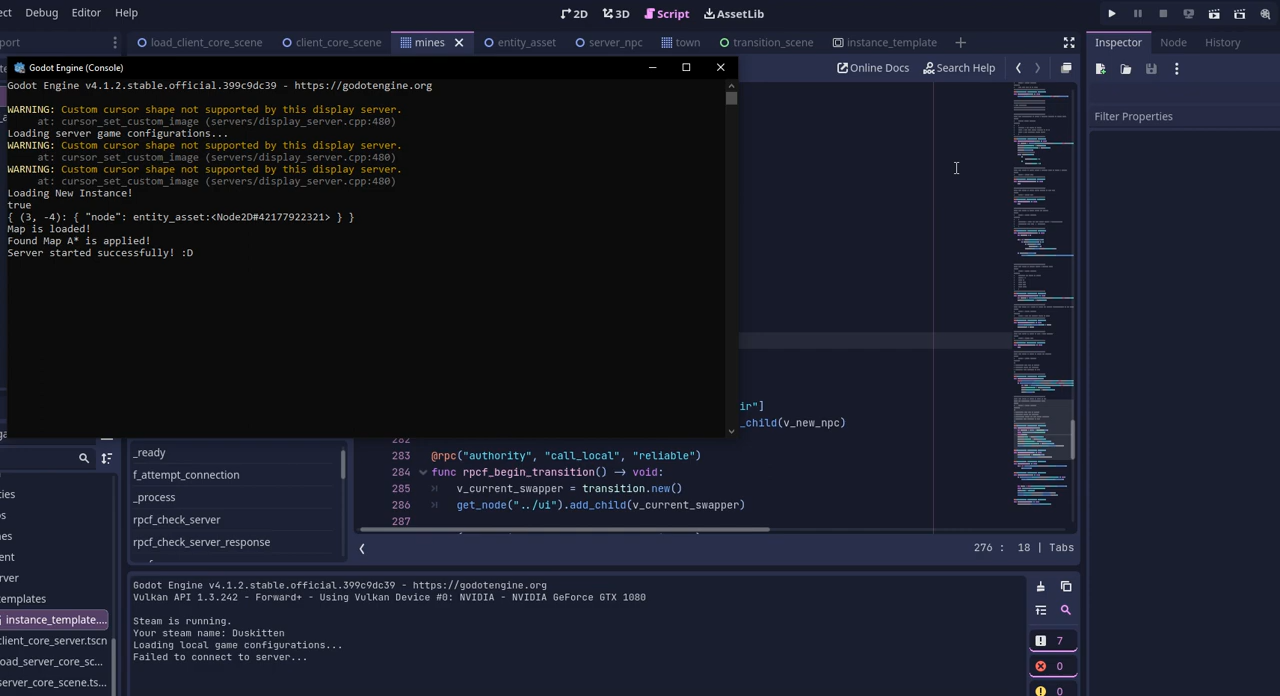 ect Debug Editor Help
2D 3D Script AssetLib
port
load_client_core_scene client_core_scene mines entity_asset server_npc town transition_scene instance_template
Inspector Node History
Godot Engine (Console)
Online Docs Search Help
Filter Properties
Godot Engine v4.1.2.stable.official.399c9dc39 - https://godotengine.org
WARNING: Custom cursor shape not supported by this display server.
at: cursor_set_custom_image (servers/display_server.cpp:480)
Loading server game configurations...
WARNING: Custom cursor shape not supported by this display server.
at: cursor_set_custom_image (servers/display_server.cpp:480)
WARNING: Custom cursor shape not supported by this display server.
at: cursor_set_custom_image (servers/display_server.cpp:480)
Loading New Instance!
true
{ (3, -4): { "node": entity_asset:<Node2D#42177922321> } }
Map is loaded!
Found Map A* is applied!
Server started successfully! :D
ir"]
_child(v_new_npc)
282
283 @rpc("authority", "call_local", "reliable")
284 func rpcf_begin_transition() → void:
285 v_current_swapper = transition.new()
286 get_node("../ui").add_child(v_current_swapper)
287
276 : 18 | Tabs
_ready
f_attempt_connection
_process
rpcf_check_server
rpcf_check_server_response
ties
os
nes
ent
rver
templates
instance_template....
client_core_server.tscn
load_server_core_sc...
server_core_scene.ts...
Godot Engine v4.1.2.stable.official.399c9dc39 - https://godotengine.org
Vulkan API 1.3.242 - Forward+ - Using Vulkan Device #0: NVIDIA - NVIDIA GeForce GTX 1080
Steam is running.
Your steam name: Duskitten
Loading local game configurations...
Failed to connect to server...
7
0
0